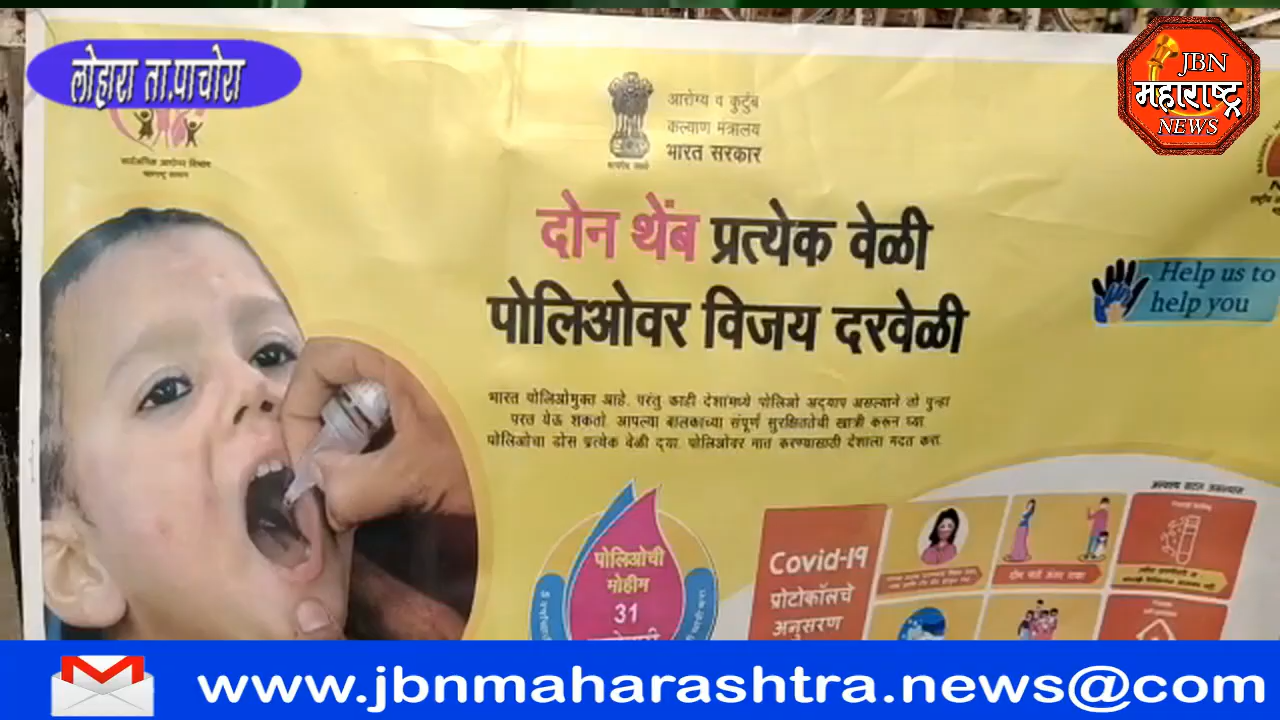 लोहारा ता.पाचोरा
JBN
महाराष्ट्र
NEWS
सार्वजनिक आरोग्य विभाग
आरोग्य व कुटुंब
कल्याण मंत्रालय
भारत सरकार
दोन थेंब प्रत्येक वेळी
पोलिओवर विजय दरवेळी
Help us to
help you
भारत पोलिओमुक्त आहे. परंतु काही देशांमध्ये पोलिओ अद्याप असल्याने तो पुन्हा
परत येऊ शकतो. आपल्या बालकाच्या संपूर्ण सुरक्षिततेची खात्री करून घ्या.
पोलिओचा डोस प्रत्येक वेळी द्या. पोलिओवर मात करण्यासाठी देशाला मदत करा.
पोलिओची
मोहीम
31
Covid-19
प्रोटोकॉलचे
अनुसरण
www.jbnmaharashtra.news@com